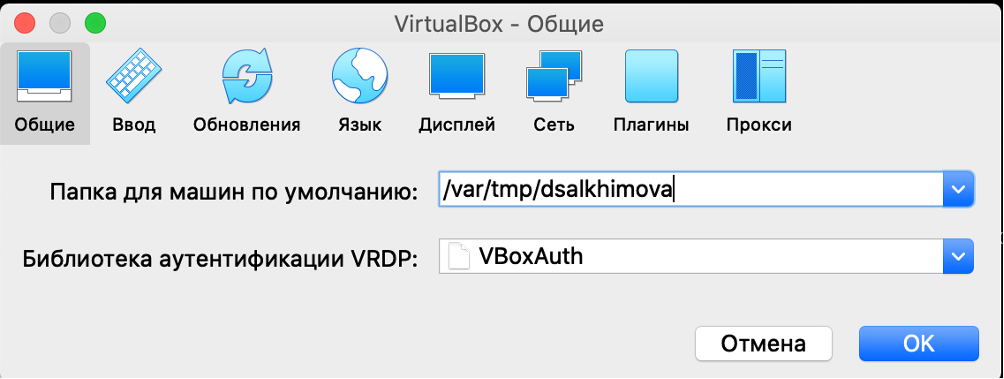 VirtualBox - Общие
Общие Ввод Обновления Язык Дисплей Сеть Плагины Прокси
Папка для машин по умолчанию: /var/tmp/dsalkhimova
Библиотека аутентификации VRDP: VBoxAuth
Отмена OK